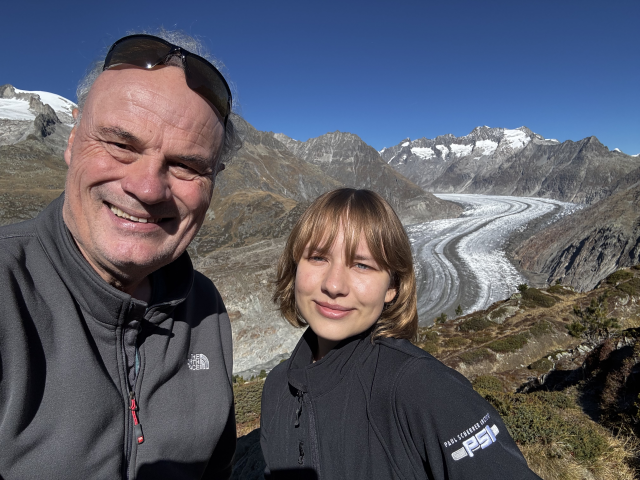 THE
NORTH
FACE
PAUL SCHERRER INSTITUT
PSI